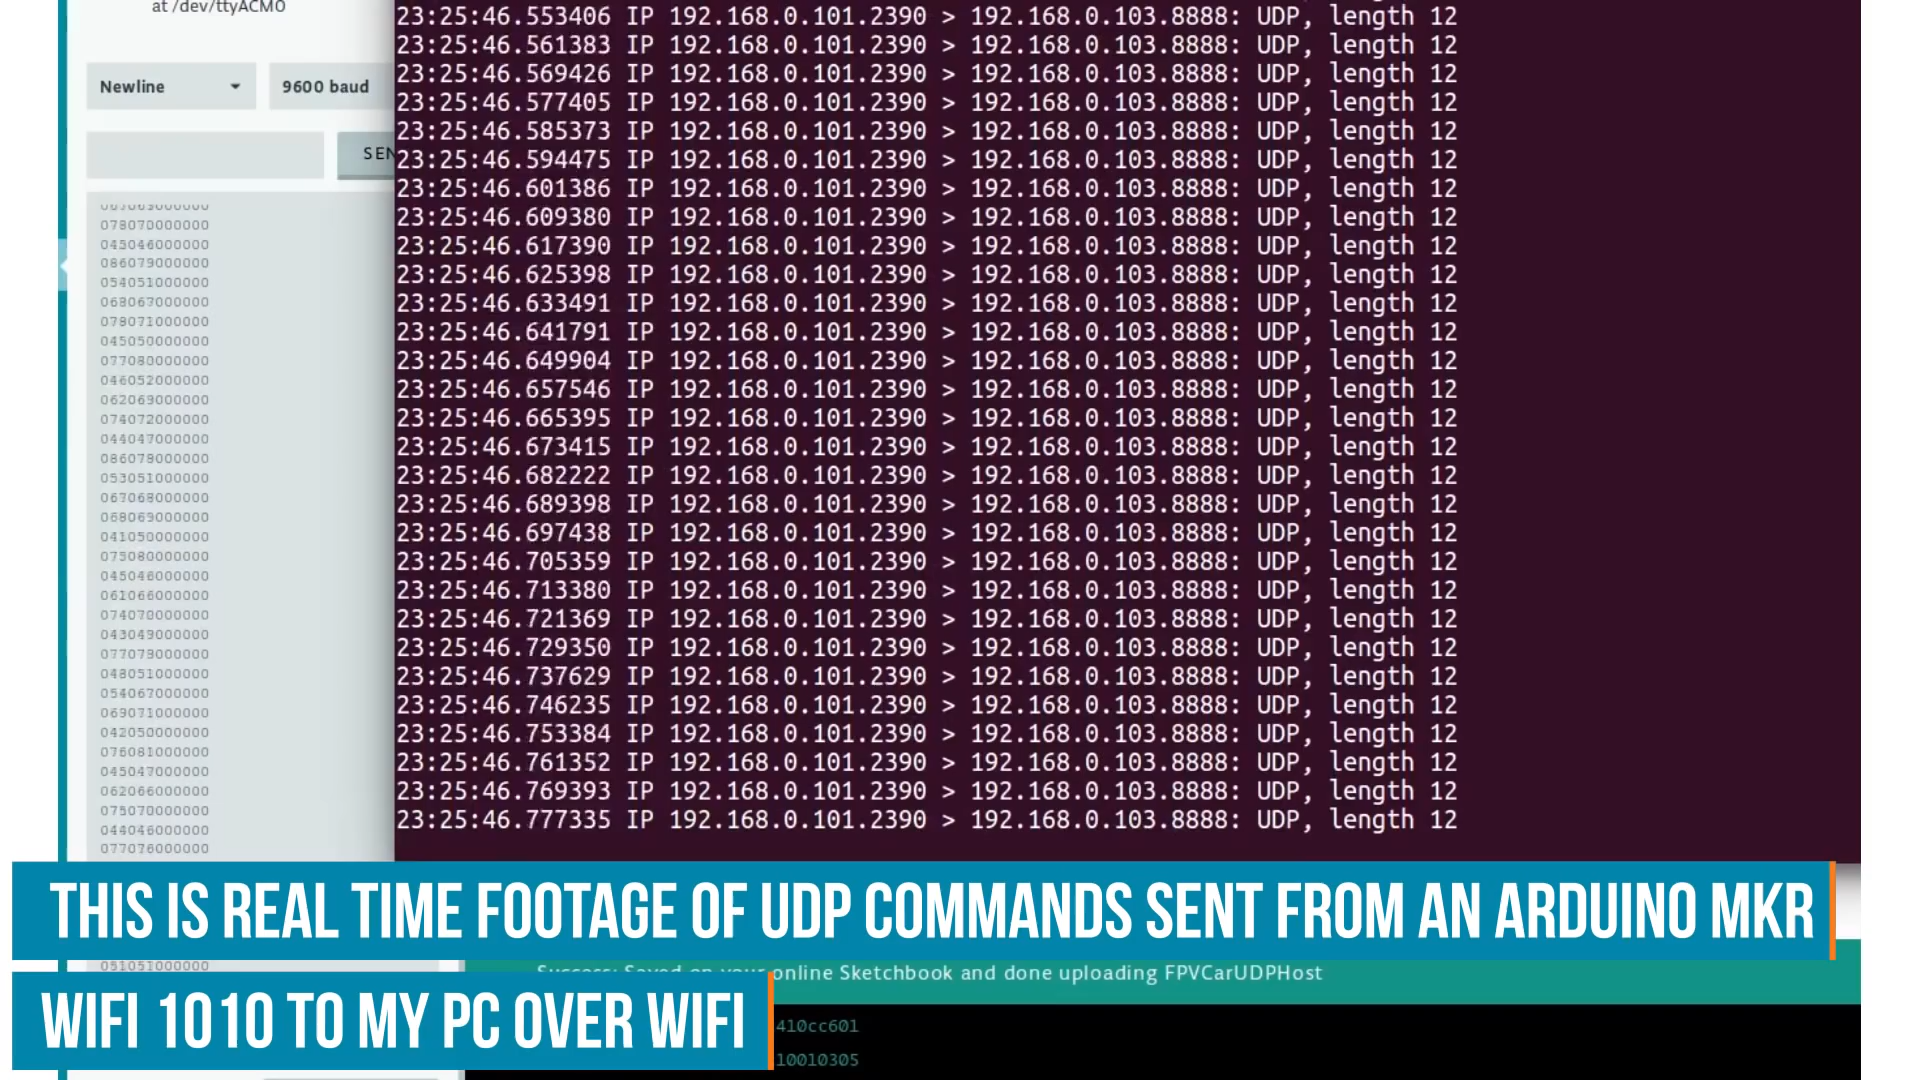 at /dev/ttyACM0
Newline
9600 baud
SEN
078070000000
045046000000
086079000000
054051000000
068067000000
078071000000
045050000000
077080000000
046052000000
062069000000
074072000000
044047000000
086078000000
053051000000
067068000000
068069000000
041050000000
073080000000
045046000000
061066000000
074070000000
043049000000
077079000000
048051000000
054067000000
069071000000
042050000000
076081000000
045047000000
062066000000
075070000000
044046000000
077076000000
051051000000
23:25:46.553406 IP 192.168.0.101.2390 > 192.168.0.103.8888: UDP, length 12
23:25:46.561383 IP 192.168.0.101.2390 > 192.168.0.103.8888: UDP, length 12
23:25:46.569426 IP 192.168.0.101.2390 > 192.168.0.103.8888: UDP, length 12
23:25:46.577405 IP 192.168.0.101.2390 > 192.168.0.103.8888: UDP, length 12
23:25:46.585373 IP 192.168.0.101.2390 > 192.168.0.103.8888: UDP, length 12
23:25:46.594475 IP 192.168.0.101.2390 > 192.168.0.103.8888: UDP, length 12
23:25:46.601386 IP 192.168.0.101.2390 > 192.168.0.103.8888: UDP, length 12
23:25:46.609380 IP 192.168.0.101.2390 > 192.168.0.103.8888: UDP, length 12
23:25:46.617390 IP 192.168.0.101.2390 > 192.168.0.103.8888: UDP, length 12
23:25:46.625398 IP 192.168.0.101.2390 > 192.168.0.103.8888: UDP, length 12
23:25:46.633491 IP 192.168.0.101.2390 > 192.168.0.103.8888: UDP, length 12
23:25:46.641791 IP 192.168.0.101.2390 > 192.168.0.103.8888: UDP, length 12
23:25:46.649904 IP 192.168.0.101.2390 > 192.168.0.103.8888: UDP, length 12
23:25:46.657546 IP 192.168.0.101.2390 > 192.168.0.103.8888: UDP, length 12
23:25:46.665395 IP 192.168.0.101.2390 > 192.168.0.103.8888: UDP, length 12
23:25:46.673415 IP 192.168.0.101.2390 > 192.168.0.103.8888: UDP, length 12
23:25:46.682222 IP 192.168.0.101.2390 > 192.168.0.103.8888: UDP, length 12
23:25:46.689398 IP 192.168.0.101.2390 > 192.168.0.103.8888: UDP, length 12
23:25:46.697438 IP 192.168.0.101.2390 > 192.168.0.103.8888: UDP, length 12
23:25:46.705359 IP 192.168.0.101.2390 > 192.168.0.103.8888: UDP, length 12
23:25:46.713380 IP 192.168.0.101.2390 > 192.168.0.103.8888: UDP, length 12
23:25:46.721369 IP 192.168.0.101.2390 > 192.168.0.103.8888: UDP, length 12
23:25:46.729350 IP 192.168.0.101.2390 > 192.168.0.103.8888: UDP, length 12
23:25:46.737629 IP 192.168.0.101.2390 > 192.168.0.103.8888: UDP, length 12
23:25:46.746235 IP 192.168.0.101.2390 > 192.168.0.103.8888: UDP, length 12
23:25:46.753384 IP 192.168.0.101.2390 > 192.168.0.103.8888: UDP, length 12
23:25:46.761352 IP 192.168.0.101.2390 > 192.168.0.103.8888: UDP, length 12
23:25:46.769393 IP 192.168.0.101.2390 > 192.168.0.103.8888: UDP, length 12
23:25:46.777335 IP 192.168.0.101.2390 > 192.168.0.103.8888: UDP, length 12
THIS IS REAL TIME FOOTAGE OF UDP COMMANDS SENT FROM AN ARDUINO MKR
Success: Saved on your online Sketchbook and done uploading FPVCarUDPHost
WIFI 1010 TO MY PC OVER WIFI
410cc601
10010305